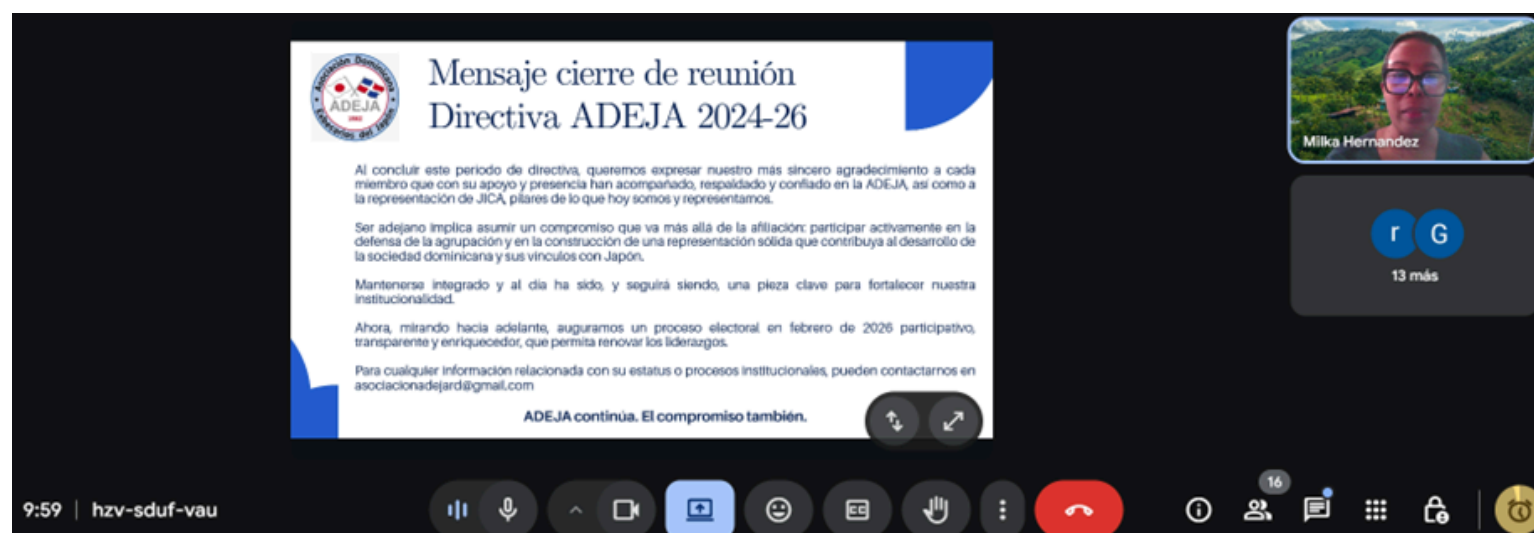 Asociación Dominicana
ADEJA
Exbecarios del Japón
Mensaje cierre de reunión
Directiva ADEJA 2024-26
Al concluir este periodo de directiva, queremos expresar nuestro más sincero agradecimiento a cada
miembro que con su apoyo y presencia han acompañado, respaldado y confiado en la ADEJA, así como a
la representación de JICA, pilares de lo que hoy somos y representamos.
Ser adejano implica asumir un compromiso que va más allá de la afiliación: participar activamente en la
defensa de la agrupación y en la construcción de una representación sólida que contribuya al desarrollo de
la sociedad dominicana y sus vínculos con Japón.
Mantenerse integrado y al día ha sido, y seguirá siendo, una pieza clave para fortalecer nuestra
institucionalidad.
Ahora, mirando hacia adelante, auguramos un proceso electoral en febrero de 2026 participativo,
transparente y enriquecedor, que permita renovar los liderazgos.
Para cualquier información relacionada con su estatus o procesos institucionales, pueden contactarnos en
asociacionadejard@gmail.com
ADEJA continúa. El compromiso también.
Milka Hernandez
r G
13 más
9:59 | hzv-sduf-vau
CC
16